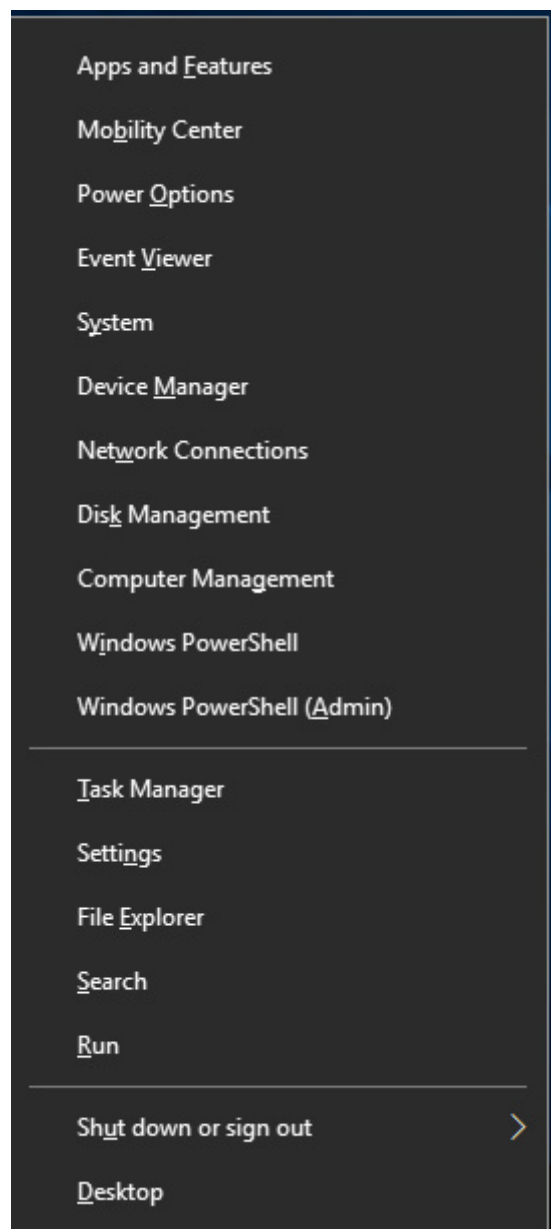 Apps and Features
Mobility Center
Power Options
Event Viewer
System
Device Manager
Network Connections
Disk Management
Computer Management
Windows PowerShell
Windows PowerShell (Admin)
Task Manager
Settings
File Explorer
Search
Run
Shut down or sign out
Desktop